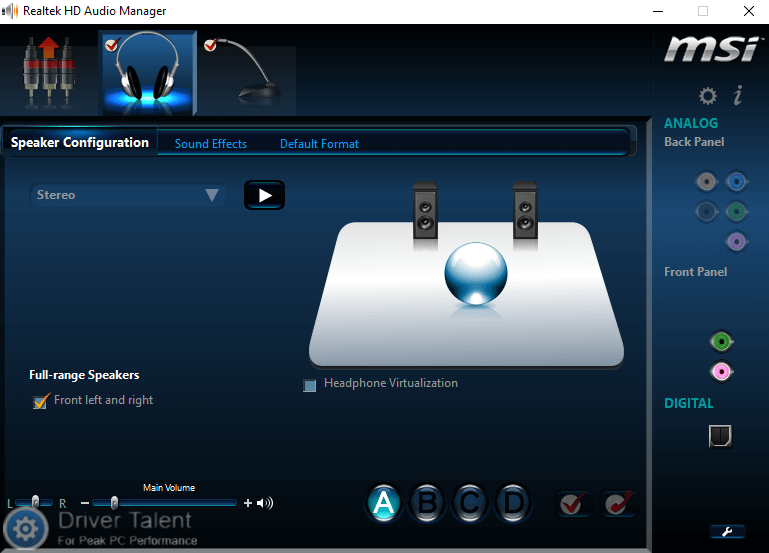 Realtek HD Audio Manager
msi
ANALOG
Back Panel
Speaker Configuration
Sound Effects
Default Format
Stereo
Front Panel
Full-range Speakers
Headphone Virtualization
Front left and right
DIGITAL
Main Volume
L R
A B C D
Driver Talent
For Peak PC Performance